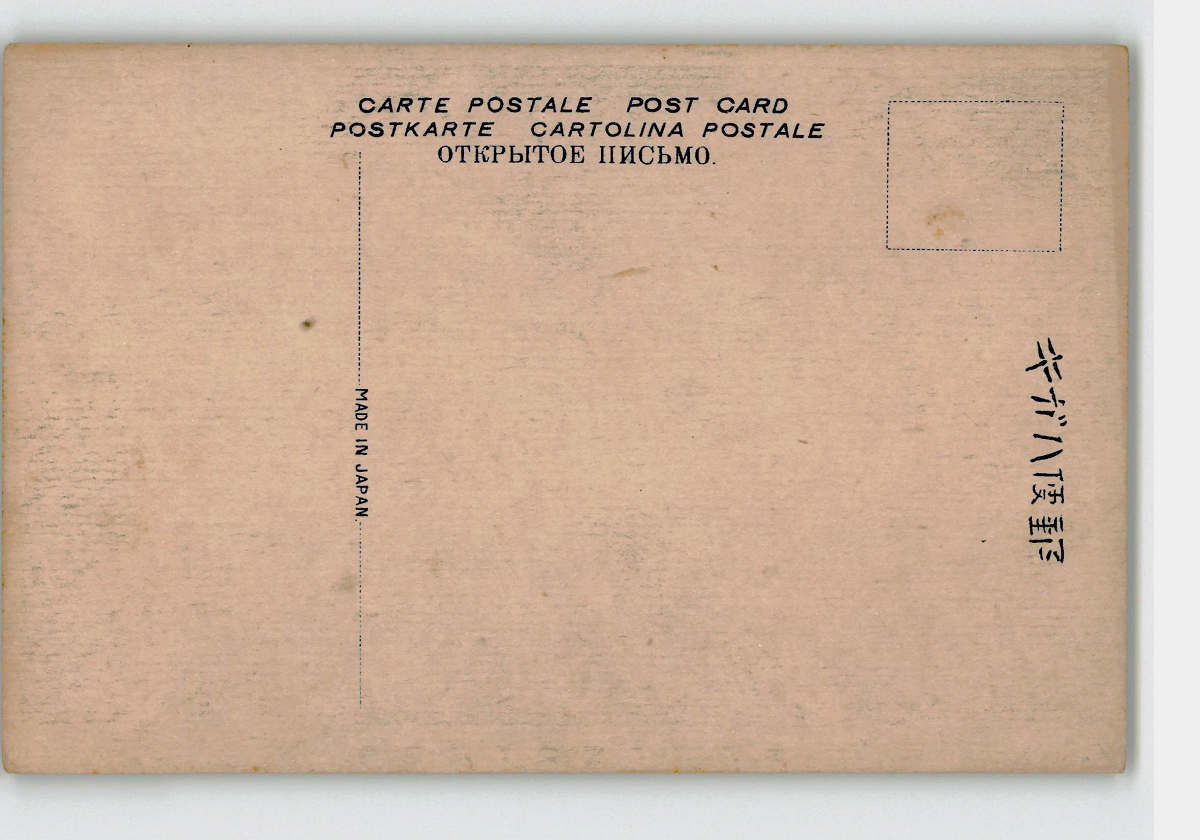 CARTE POSTALE POST CARD
POSTKARTE CARTOLINA POSTALE
ОТКРЫТОЕ ПИСЬМО.
MADE IN JAPAN.
郵便ハガキ